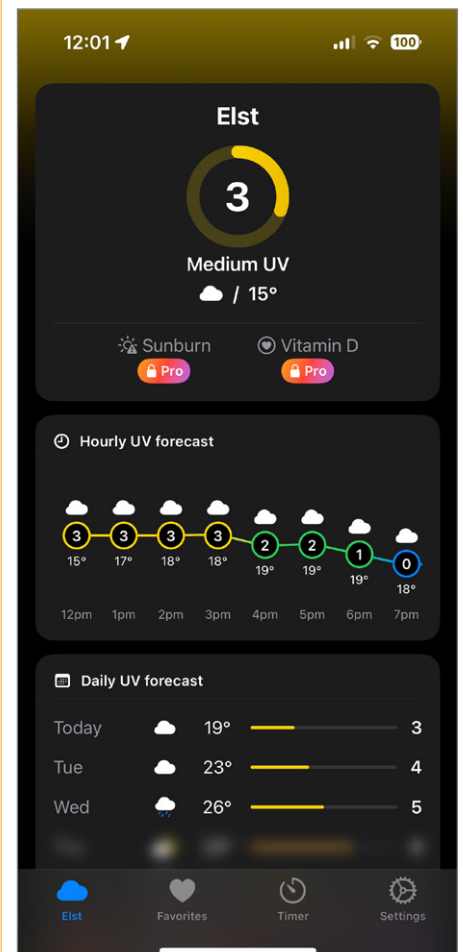 12:01 100
Elst
3
Medium UV
/ 15°
Sunburn Vitamin D
Pro Pro
Hourly UV forecast
3 3 3 3 2 2 1 0
15° 17° 18° 18° 19° 19° 19° 18°
12pm 1pm 2pm 3pm 4pm 5pm 6pm 7pm
Daily UV forecast
Today 19° 3
Tue 23° 4
Wed 26° 5
Elst Favorites Timer Settings